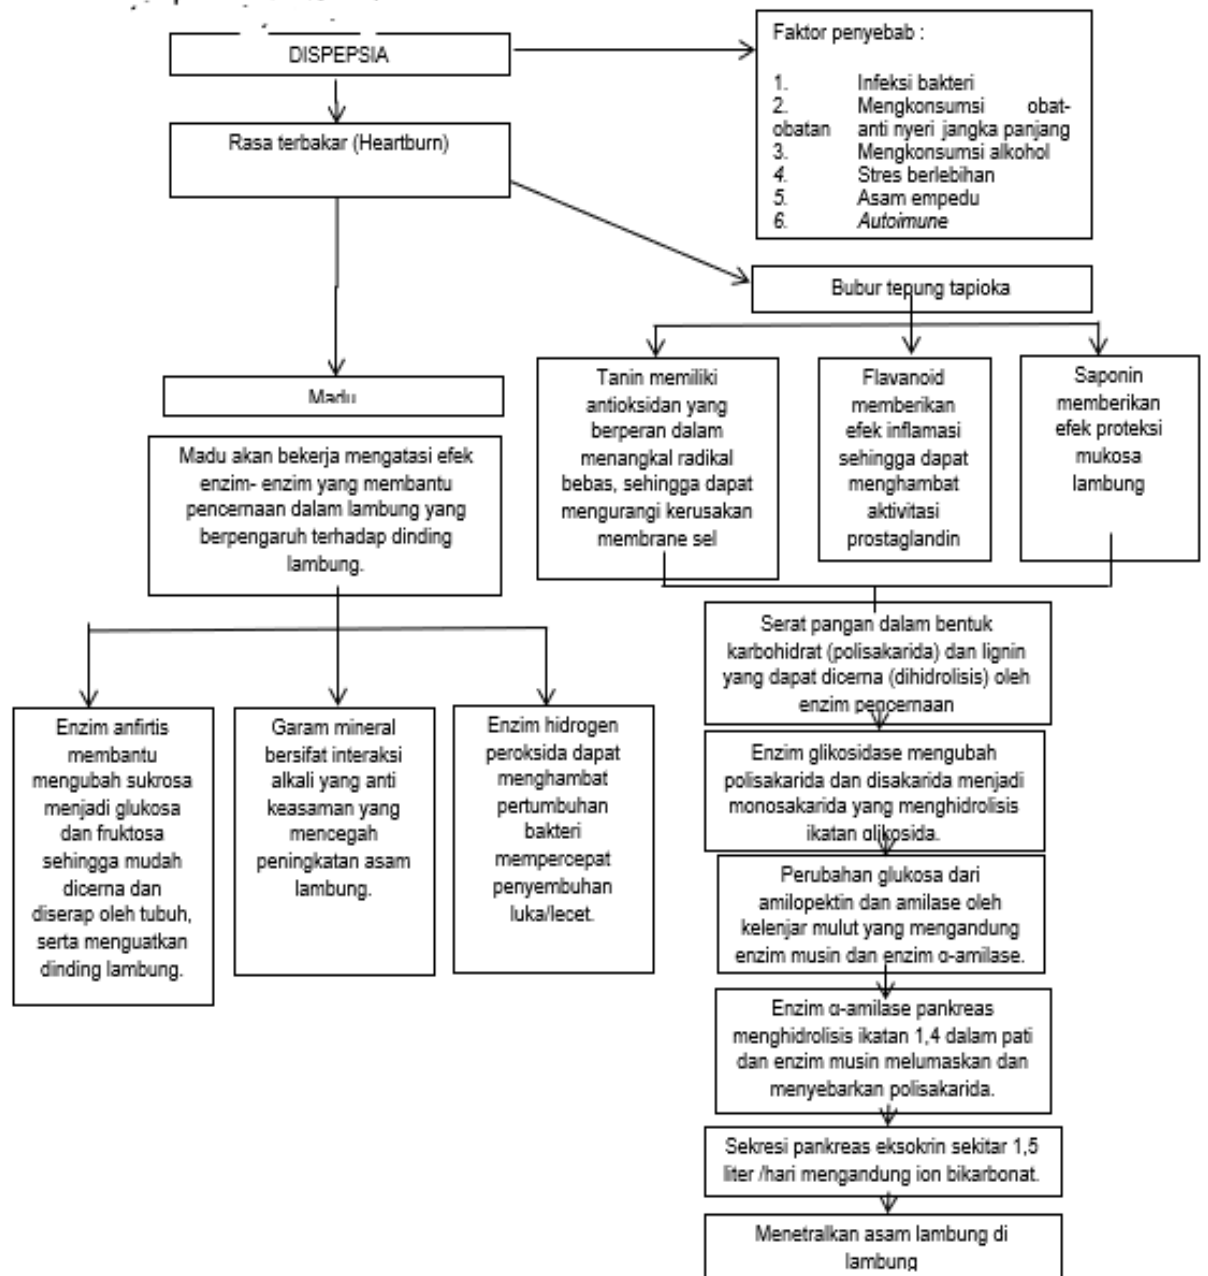 DISPEPSIA
Faktor penyebab :
1. Infeksi bakteri
2. Mengkonsumsi obat-
obatan anti nyeri jangka panjang
3. Mengkonsumsi alkohol
4. Stres berlebihan
5. Asam empedu
6. Autoimune
Rasa terbakar (Heartburn)
Bubur tepung tapioka
Tanin memiliki
antioksidan yang
berperan dalam
menangkal radikal
bebas, sehingga dapat
mengurangi kerusakan
membrane sel
Flavanoid
memberikan
efek inflamasi
sehingga dapat
menghambat
aktivitasi
prostaglandin
Saponin
memberikan
efek proteksi
mukosa
lambung
Madu
Madu akan bekerja mengatasi efek
enzim- enzim yang membantu
pencernaan dalam lambung yang
berpengaruh terhadap dinding
lambung.
Enzim anfirtis
membantu
mengubah sukrosa
menjadi glukosa
dan fruktosa
sehingga mudah
dicerna dan
diserap oleh tubuh,
serta menguatkan
dinding lambung.
Garam mineral
bersifat interaksi
alkali yang anti
keasaman yang
mencegah
peningkatan asam
lambung.
Enzim hidrogen
peroksida dapat
menghambat
pertumbuhan
bakteri
mempercepat
penyembuhan
luka/lecet.
Serat pangan dalam bentuk
karbohidrat (polisakarida) dan lignin
yang dapat dicerna (dihidrolisis) oleh
enzim pencernaan
Enzim glikosidase mengubah
polisakarida dan disakarida menjadi
monosakarida yang menghidrolisis
ikatan glikosida.
Perubahan glukosa dari
amilopektin dan amilase oleh
kelenjar mulut yang mengandung
enzim musin dan enzim α-amilase.
Enzim α-amilase pankreas
menghidrolisis ikatan 1,4 dalam pati
dan enzim musin melumaskan dan
menyebarkan polisakarida.
Sekresi pankreas eksokrin sekitar 1,5
liter /hari mengandung ion bikarbonat.
Menetralkan asam lambung di
lambung